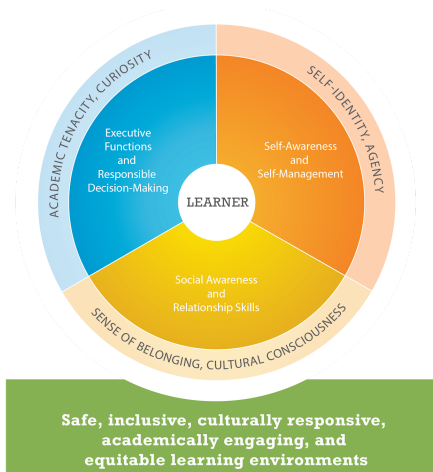 ACADEMIC TENACITY, CURIOSITY
SELF-IDENTITY, AGENCY
Executive
Functions
and
Responsible
Decision-Making
Self-Awareness
and
Self-Management
LEARNER
Social Awareness
and
Relationship Skills
SENSE OF BELONGING, CULTURAL CONSCIOUSNESS
Safe, inclusive, culturally responsive,
academically engaging, and
equitable learning environments